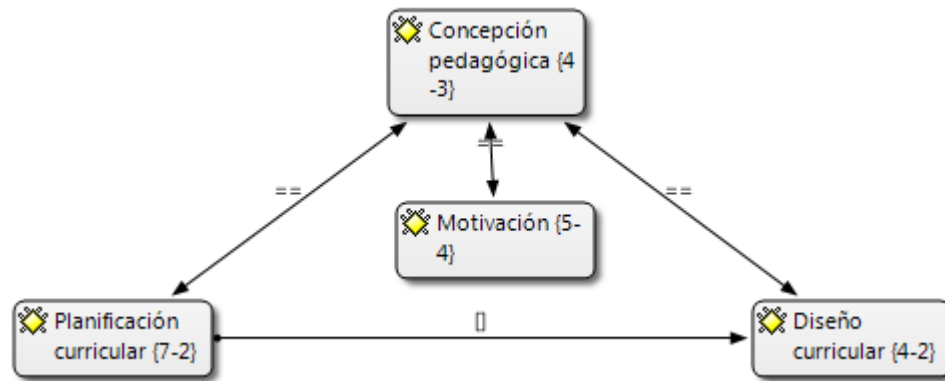 Concepción
pedagógica {4
-3}
==
==
==
Motivación {5-
4}
[]
Planificación
curricular {7-2}
Diseño
curricular {4-2}